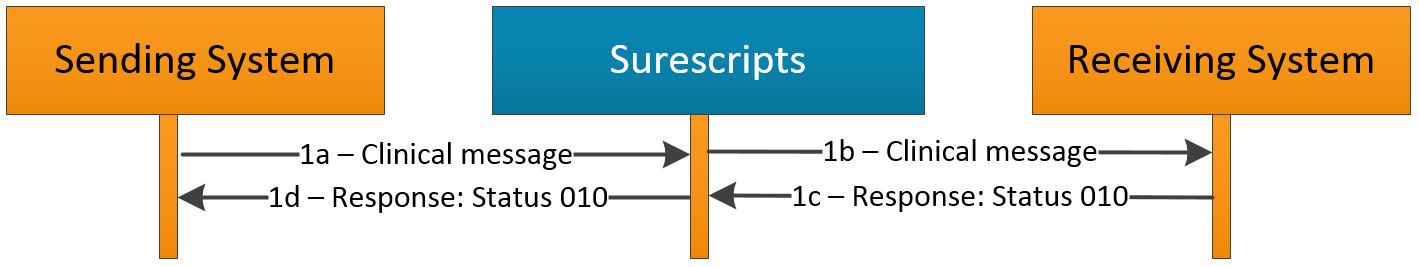 Sending System
Surescripts
Receiving System
1a – Clinical message
1b – Clinical message
1d – Response: Status 010
1c – Response: Status 010